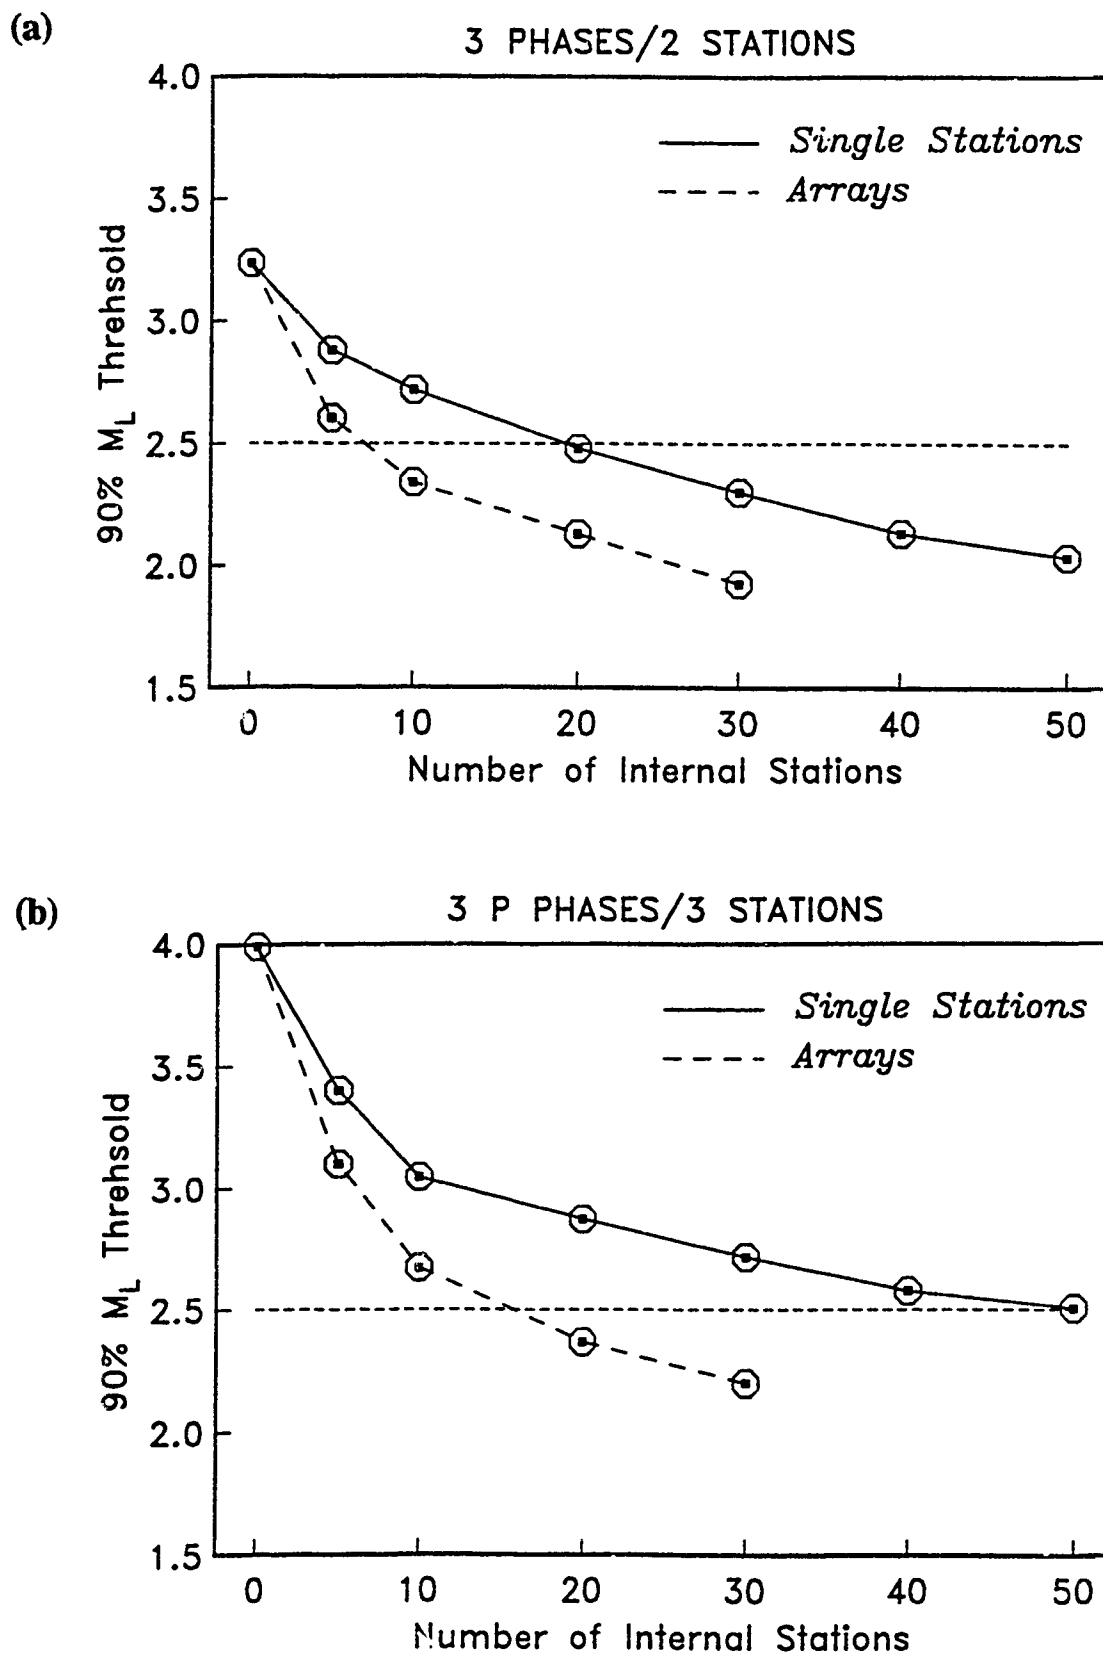 (a)
3 PHASES/2 STATIONS
4.0
3.5
3.0
2.5
2.0
1.5
90% M_L Threhsold
Single Stations
Arrays
0 10 20 30 40 50
Number of Internal Stations
(b)
3 P PHASES/3 STATIONS
4.0
3.5
3.0
2.5
2.0
1.5
90% M_L Threhsold
Single Stations
Arrays
0 10 20 30 40 50
Number of Internal Stations